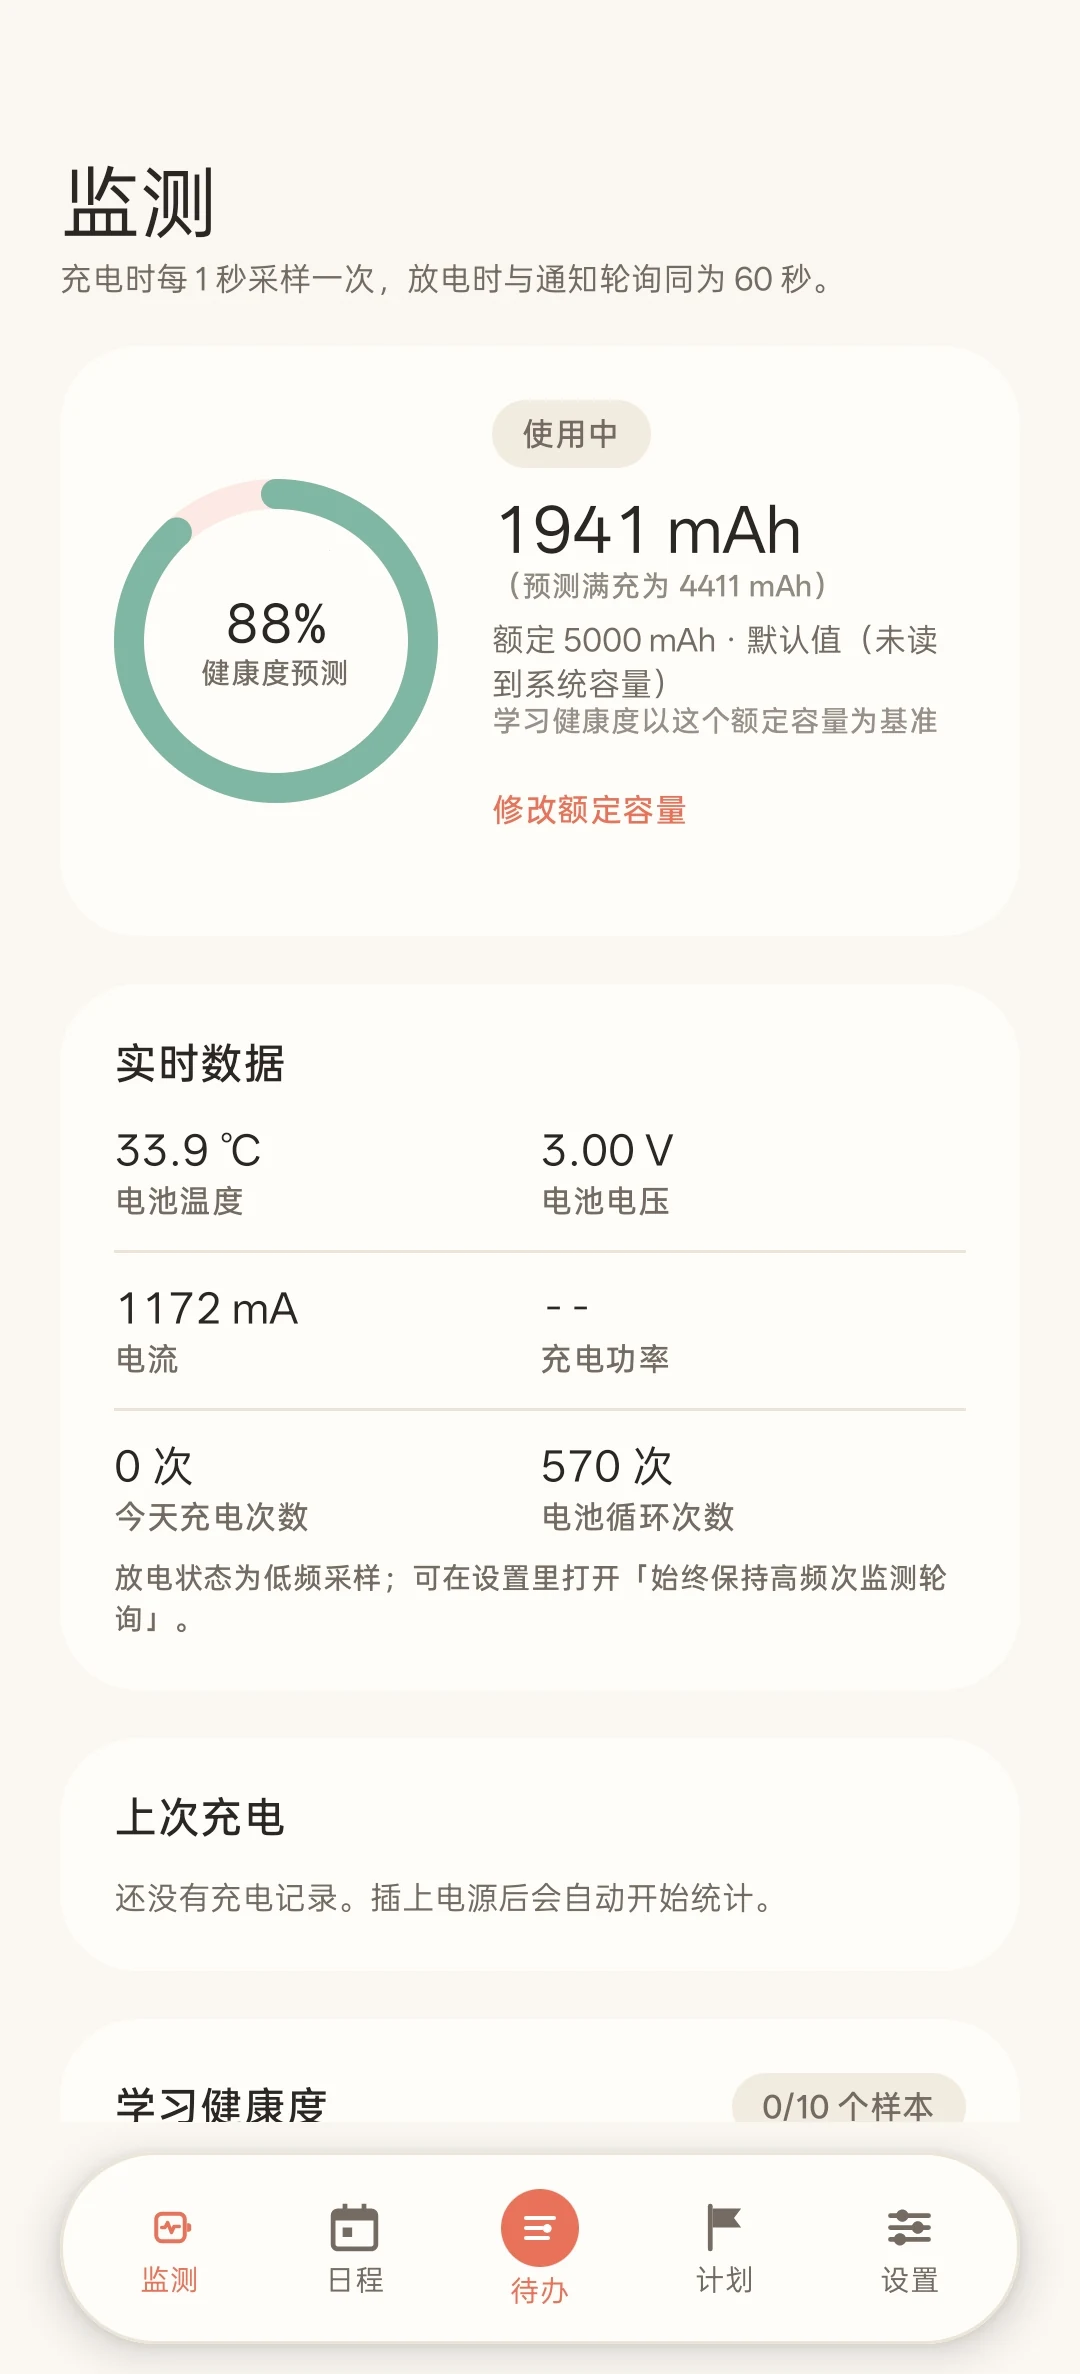 监测
充电时每 1 秒采样一次，放电时与通知轮询同为 60 秒。
88%
健康度预测
使用中
1941 mAh
（预测满充为 4411 mAh）
额定 5000 mAh · 默认值（未读
到系统容量）
学习健康度以这个额定容量为基准
修改额定容量
实时数据
33.9 ℃
电池温度
3.00 V
电池电压
1172 mA
电流
--
充电功率
0 次
今天充电次数
570 次
电池循环次数
放电状态为低频采样；可在设置里打开「始终保持高频次监测轮
询」。
上次充电
还没有充电记录。插上电源后会自动开始统计。
学习健康度
0/10 个样本
监测
日程
待办
计划
设置